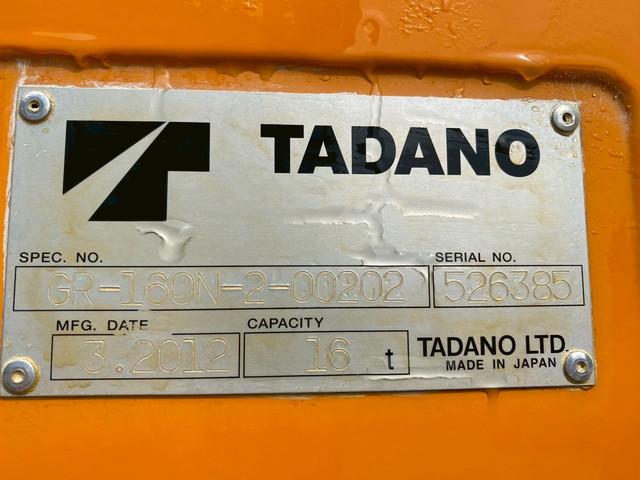 TADANO
SPEC. NO. SERIAL NO.
GR-160N-2-00202 526385
MFG. DATE CAPACITY
3.2012 16 t TADANO LTD.
MADE IN JAPAN